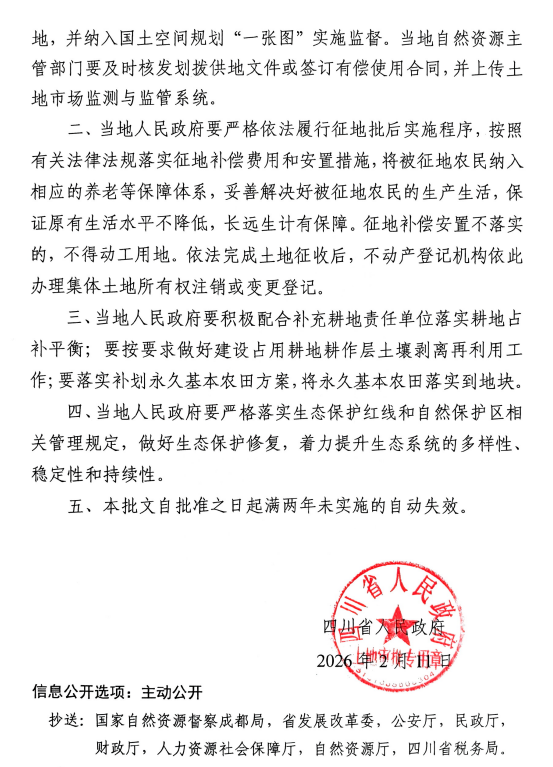 地，并纳入国土空间规划“一张图”实施监督。当地自然资源主
管部门要及时核发划拨供地文件或签订有偿使用合同，并上传土
地市场监测与监管系统。
二、当地人民政府要严格依法履行征地批后实施程序，按照
有关法律法规落实征地补偿费用和安置措施，将被征地农民纳入
相应的养老等保障体系，妥善解决好被征地农民的生产生活，保
证原有生活水平不降低，长远生计有保障。征地补偿安置不落实
的，不得动工用地。依法完成土地征收后，不动产登记机构依此
办理集体土地所有权注销或变更登记。
三、当地人民政府要积极配合补充耕地责任单位落实耕地占
补平衡；要按要求做好建设占用耕地耕作层土壤剥离再利用工
作；要落实补划永久基本农田方案，将永久基本农田落实到地块。
四、当地人民政府要严格落实生态保护红线和自然保护区相
关管理规定，做好生态保护修复，着力提升生态系统的多样性、
稳定性和持续性。
五、本批文自批准之日起满两年未实施的自动失效。
四川省人民政府
四川省人民政府
2026 年 2 月 11 日
土地审批专用章
信息公开选项：主动公开
抄送：国家自然资源督察成都局，省发展改革委，公安厅，民政厅，
财政厅，人力资源社会保障厅，自然资源厅，四川省税务局。